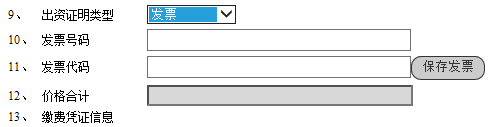 9、 出资证明类型 发票
10、 发票号码
11、 发票代码 保存发票
12、 价格合计
13、 缴费凭证信息